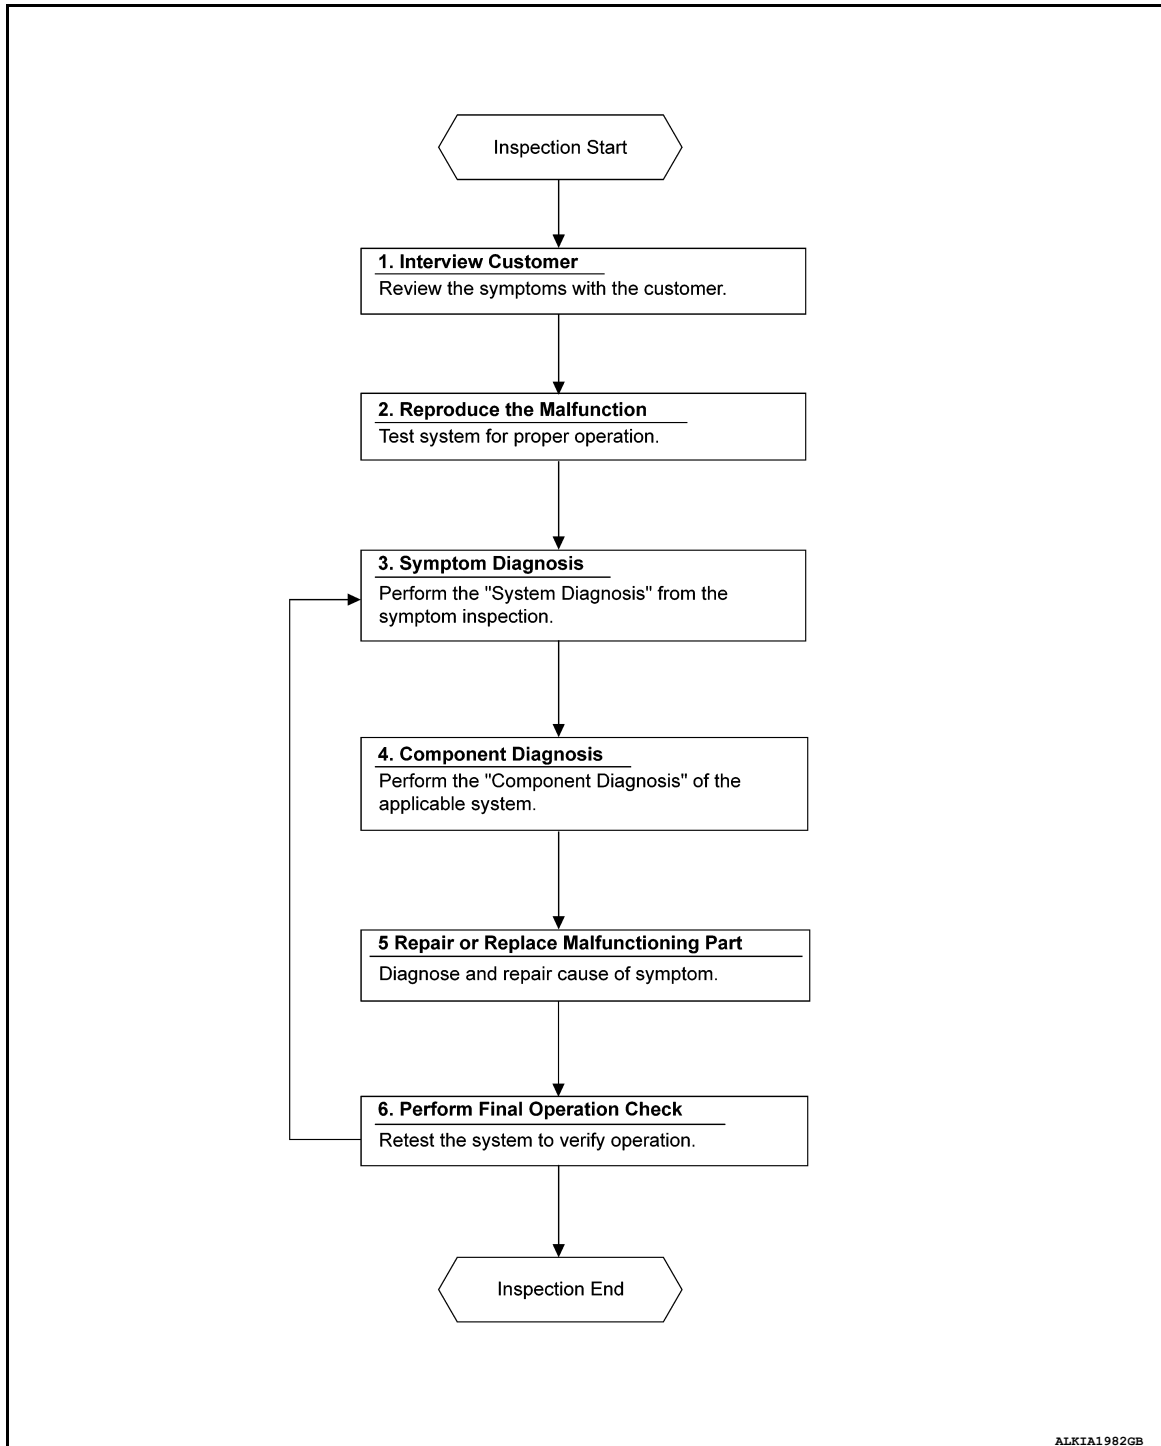 Inspection Start
1. Interview Customer
Review the symptoms with the customer.
2. Reproduce the Malfunction
Test system for proper operation.
3. Symptom Diagnosis
Perform the "System Diagnosis" from the
symptom inspection.
4. Component Diagnosis
Perform the "Component Diagnosis" of the
applicable system.
5 Repair or Replace Malfunctioning Part
Diagnose and repair cause of symptom.
6. Perform Final Operation Check
Retest the system to verify operation.
Inspection End
ALKIA1982GB